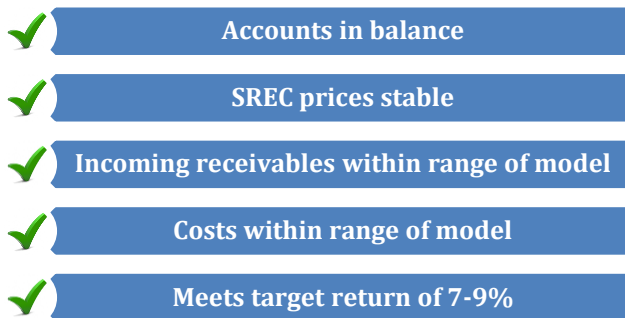 Accounts in balance
SREC prices stable
Incoming receivables within range of model
Costs within range of model
Meets target return of 7-9%